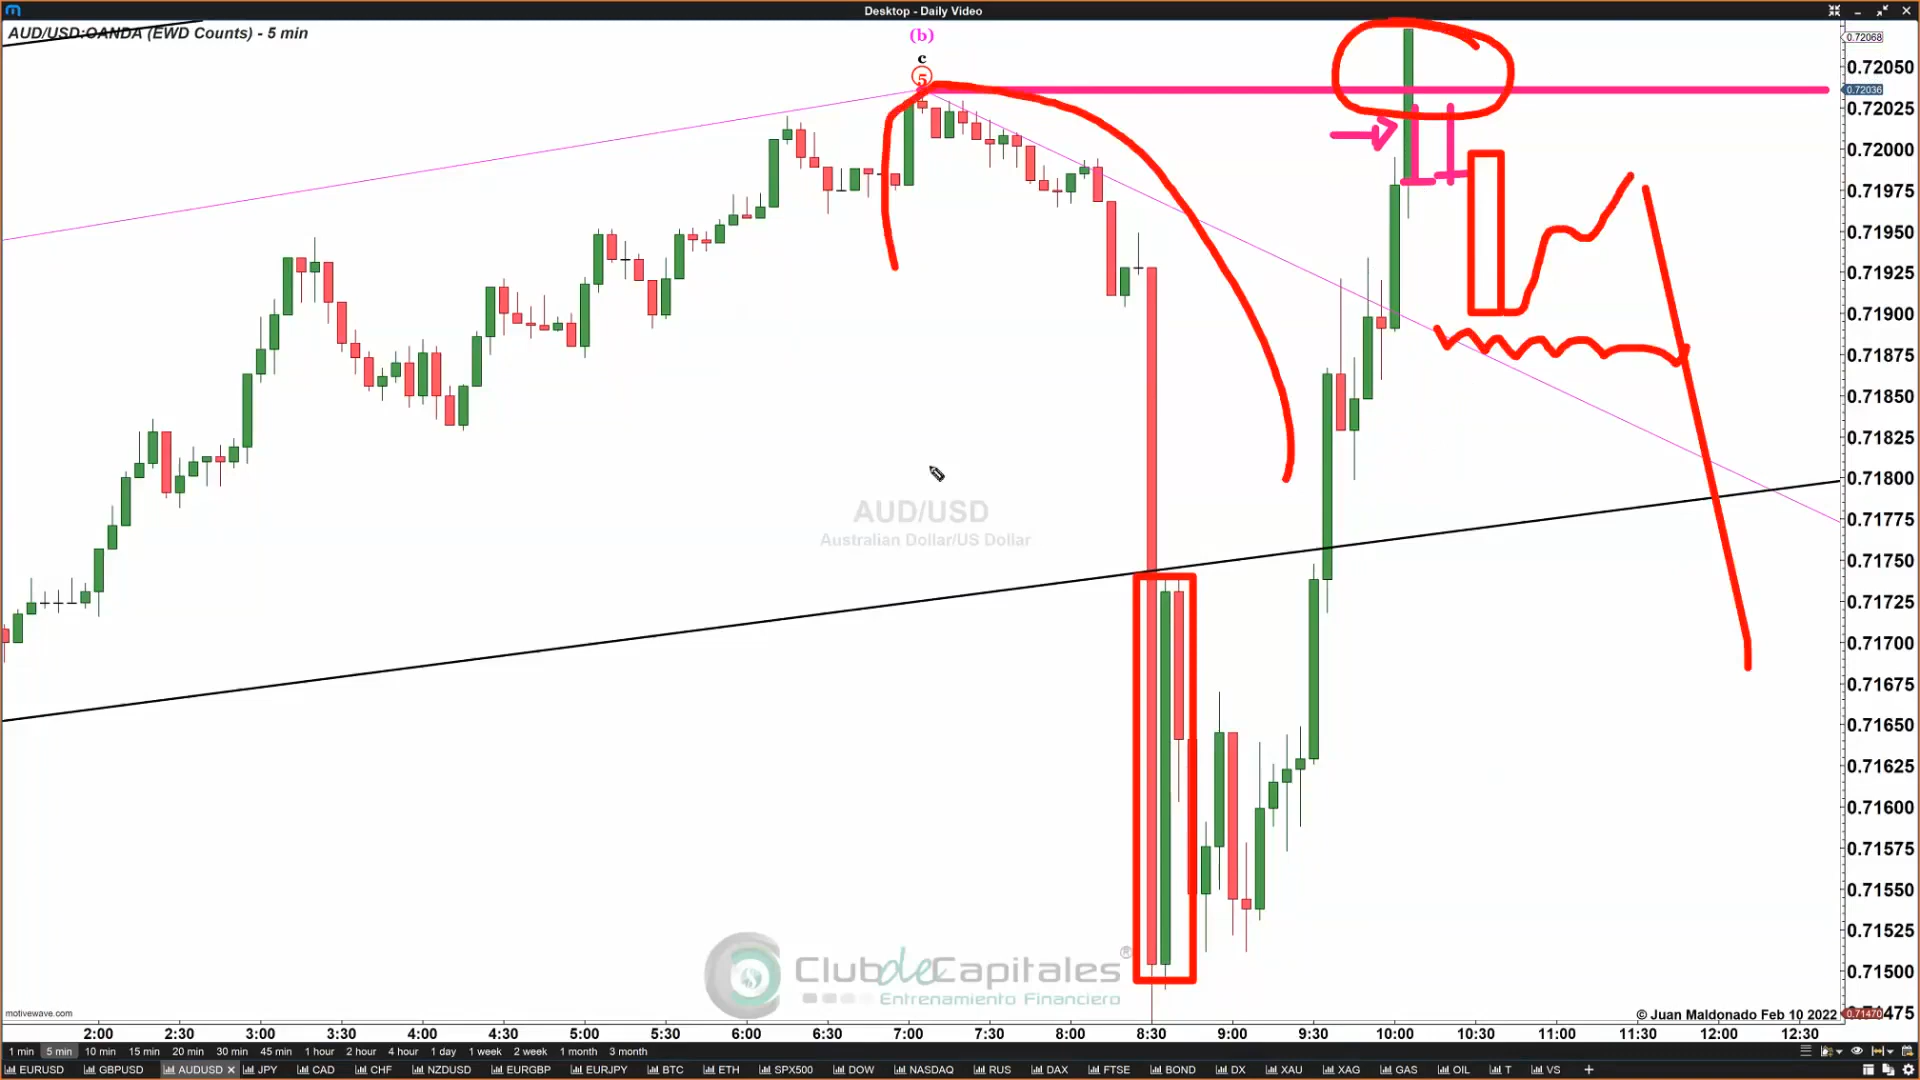 Desktop - Daily Video
AUD/USD:OANDA (EWD Counts) - 5 min
(b)
c
5
0.72068
0.72050
0.72036
0.72025
0.72000
0.71975
0.71950
0.71925
0.71900
0.71875
0.71850
0.71825
0.71800
0.71775
0.71750
0.71725
0.71700
0.71675
0.71650
0.71625
0.71600
0.71575
0.71550
0.71525
0.71500
0.71470
475
AUD/USD
Australian Dollar/US Dollar
ClubdeCapitales ®
Entrenamiento Financiero
motivewave.com
© Juan Maldonado Feb 10 2022
2:00 2:30 3:00 3:30 4:00 4:30 5:00 5:30 6:00 6:30 7:00 7:30 8:00 8:30 9:00 9:30 10:00 10:30 11:00 11:30 12:00 12:30
1 min 5 min 10 min 15 min 20 min 30 min 45 min 1 hour 2 hour 4 hour 1 day 1 week 2 week 1 month 3 month
EURUSD GBPUSD AUDUSD JPY CAD CHF NZDUSD EURGBP EURJPY BTC ETH SPX500 DOW NASDAQ RUS DAX FTSE BOND DX XAU XAG GAS OIL T VS